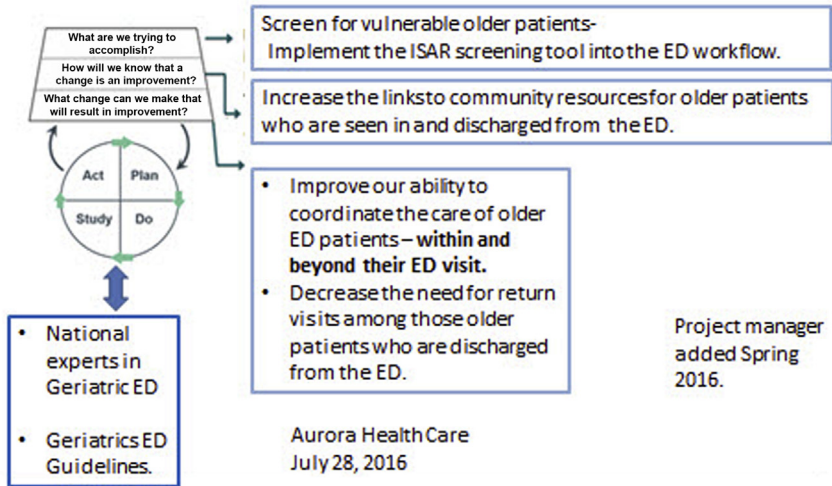 What are we trying to
accomplish?
How will we know that a
change is an improvement?
What change can we make that
will result in improvement?
Act
Plan
Study
Do
Screen for vulnerable older patients-
Implement the ISAR screening tool into the ED workflow.
Increase the links to community resources for older patients
who are seen in and discharged from the ED.
• Improve our ability to
coordinate the care of older
ED patients – within and
beyond their ED visit.
• Decrease the need for return
visits among those older
patients who are discharged
from the ED.
• National
experts in
Geriatric ED
• Geriatrics ED
Guidelines.
Aurora Health Care
July 28, 2016
Project manager
added Spring
2016.